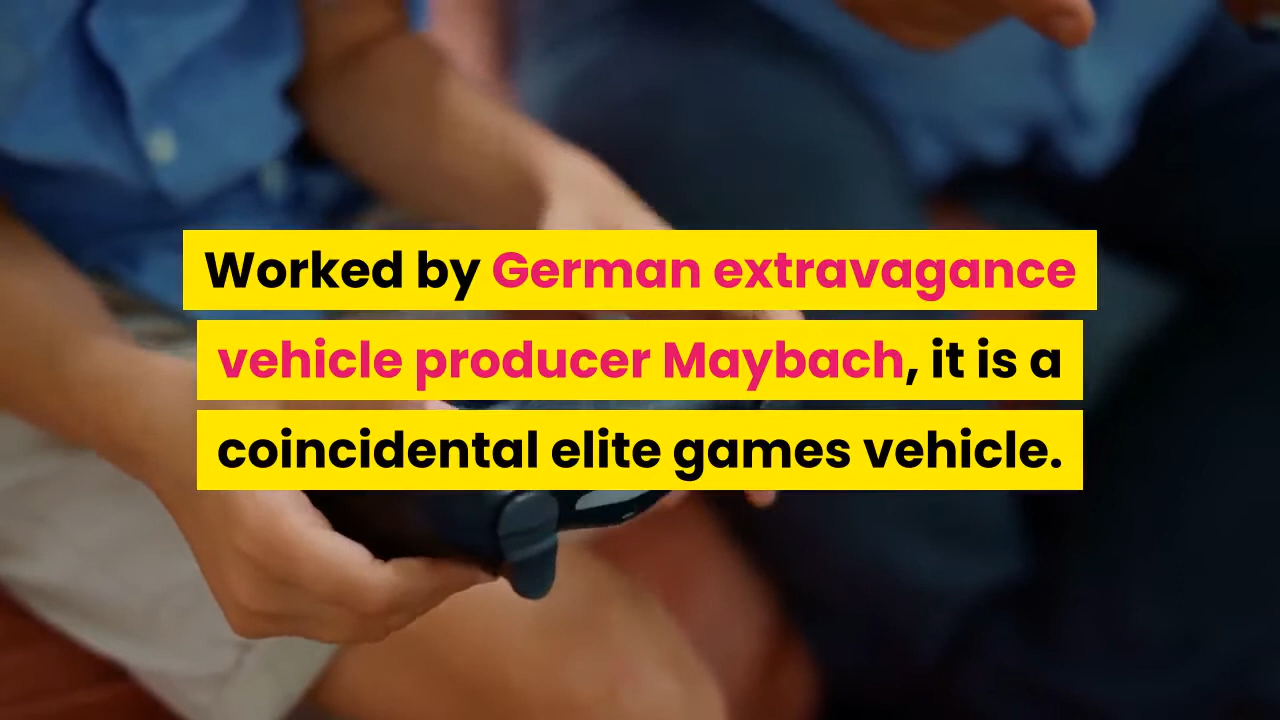 Worked by German extravagance
vehicle producer Maybach, it is a
coincidental elite games vehicle.